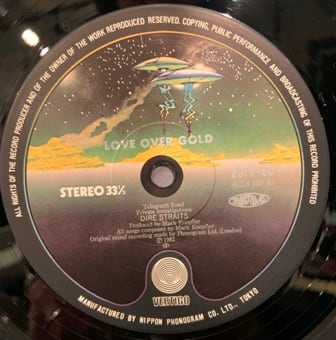 ALL RIGHTS OF THE RECORD PRODUCER AND OF THE OWNER OF THE WORK REPRODUCED RESERVED. COPYING, PUBLIC PERFORMANCE AND BROADCASTING OF THIS RECORD PROHIBITED
LOVE OVER GOLD
STEREO 33⅓
Telegraph Road
Private Investigations
DIRE STRAITS
Produced by Mark Knopfler
All songs composed by Mark Knopfler
Original sound recording made by Phonogram Ltd. (London)
℗ 1982
VERTIGO
MANUFACTURED BY NIPPON PHONOGRAM CO., LTD., TOKYO